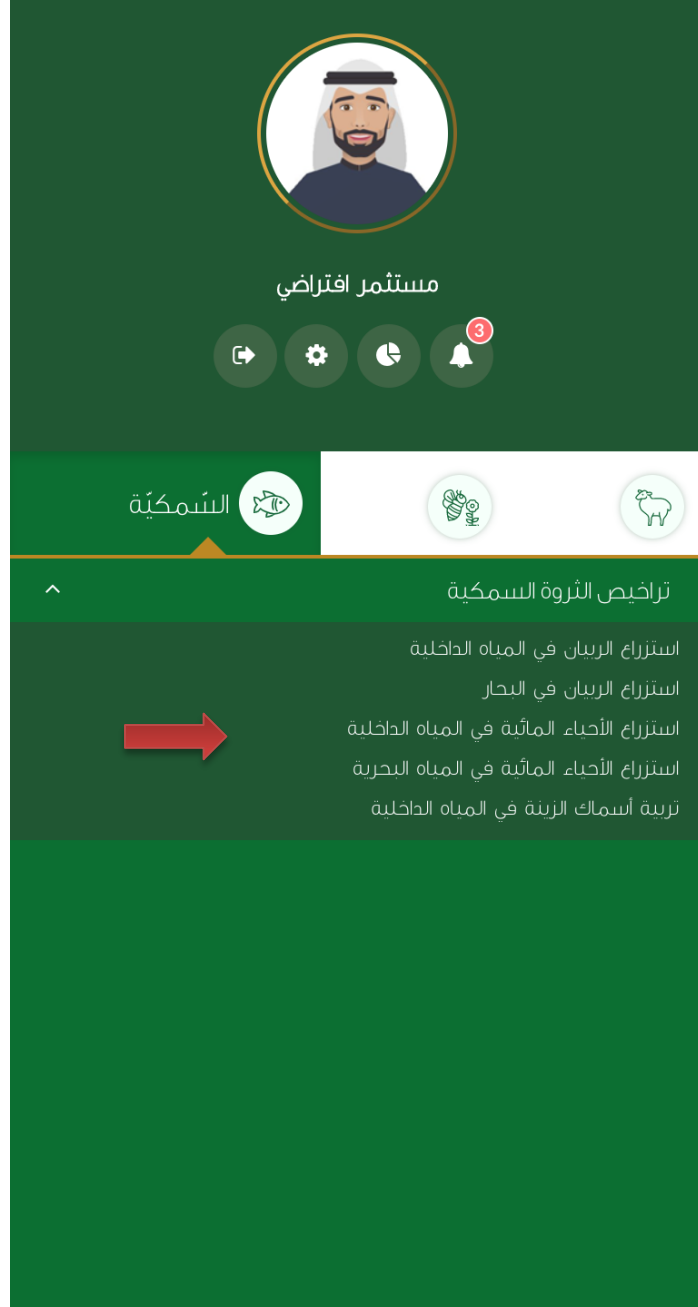 مستثمر افتراضي
3
السّمكيّة
تراخيص الثروة السمكية
استزراع الربيان في المياه الداخلية
استزراع الربيان في البحار
استزراع الأحياء المائية في المياه الداخلية
استزراع الأحياء المائية في المياه البحرية
تربية أسماك الزينة في المياه الداخلية